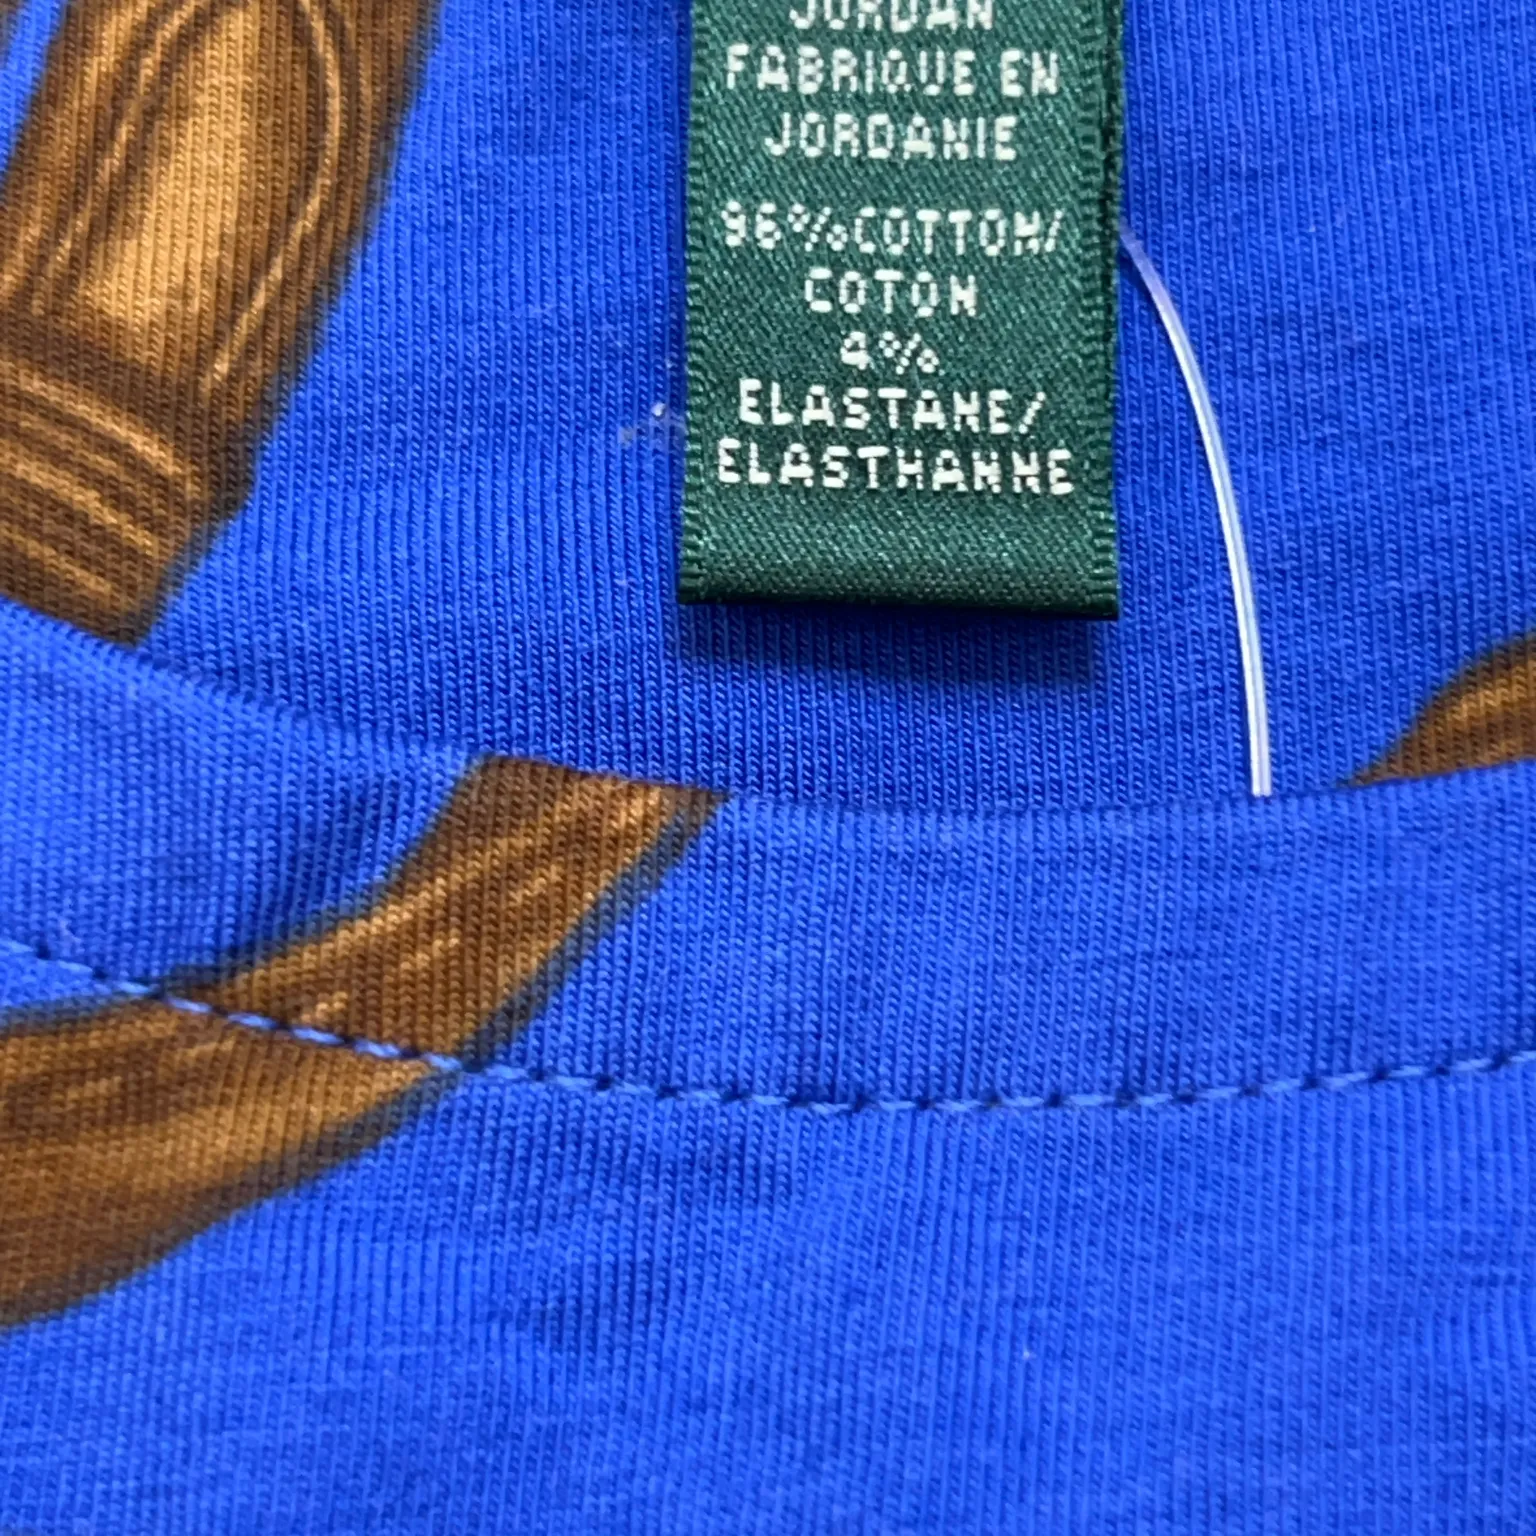 JORDAN
FABRIQUE EN
JORDANIE
96%COTTON/
COTON
4%
ELASTANE/
ELASTHANNE